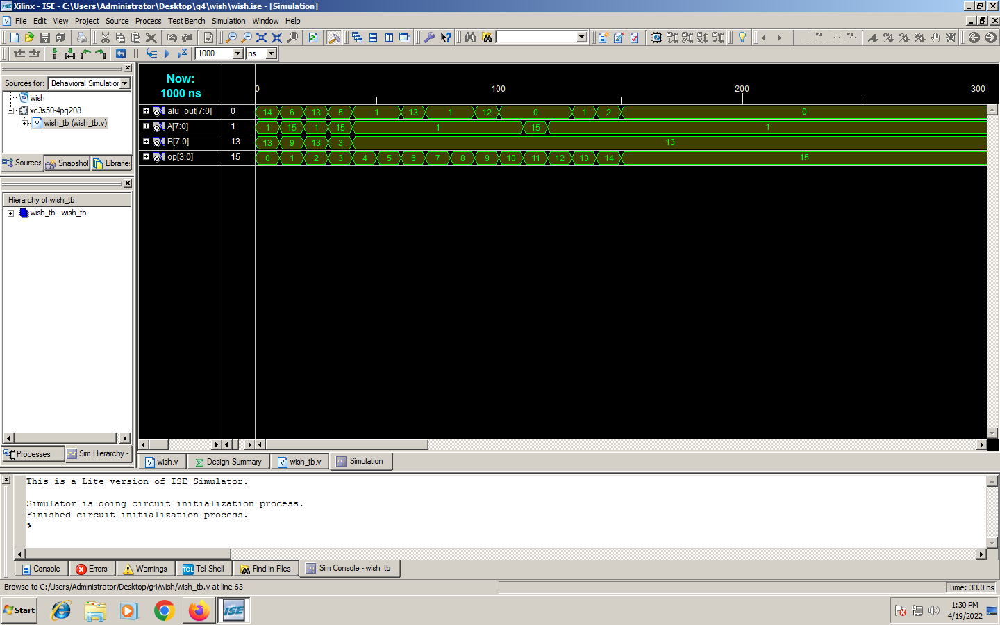 Xilinx - ISE - C:\Users\Administrator\Desktop\g4\wish\wish.ise - [Simulation]
File Edit View Project Source Process Test Bench Simulation Window Help
1000 ns
Sources for: Behavioral Simulation
wish
xc3s50-4pq208
wish_tb (wish_tb.v)
Sources Snapshot Libraries
Hierarchy of wish_tb:
wish_tb - wish_tb
Processes Sim Hierarchy -
Now:
1000 ns
0 100 200 300
alu_out[7:0] 0 14 6 13 5 1 13 1 12 0 1 2 0
A[7:0] 1 1 15 1 15 1 15 1
B[7:0] 13 13 9 13 3 13
op[3:0] 15 0 1 2 3 4 5 6 7 8 9 10 11 12 13 14 15
wish.v Design Summary wish_tb.v Simulation
This is a Lite version of ISE Simulator.
Simulator is doing circuit initialization process.
Finished circuit initialization process.
%
Console Errors Warnings Tcl Shell Find in Files Sim Console - wish_tb
Browse to C:/Users/Administrator/Desktop/g4/wish/wish_tb.v at line 63
Time: 33.0 ns
Start
ISE
1:30 PM
4/19/2022